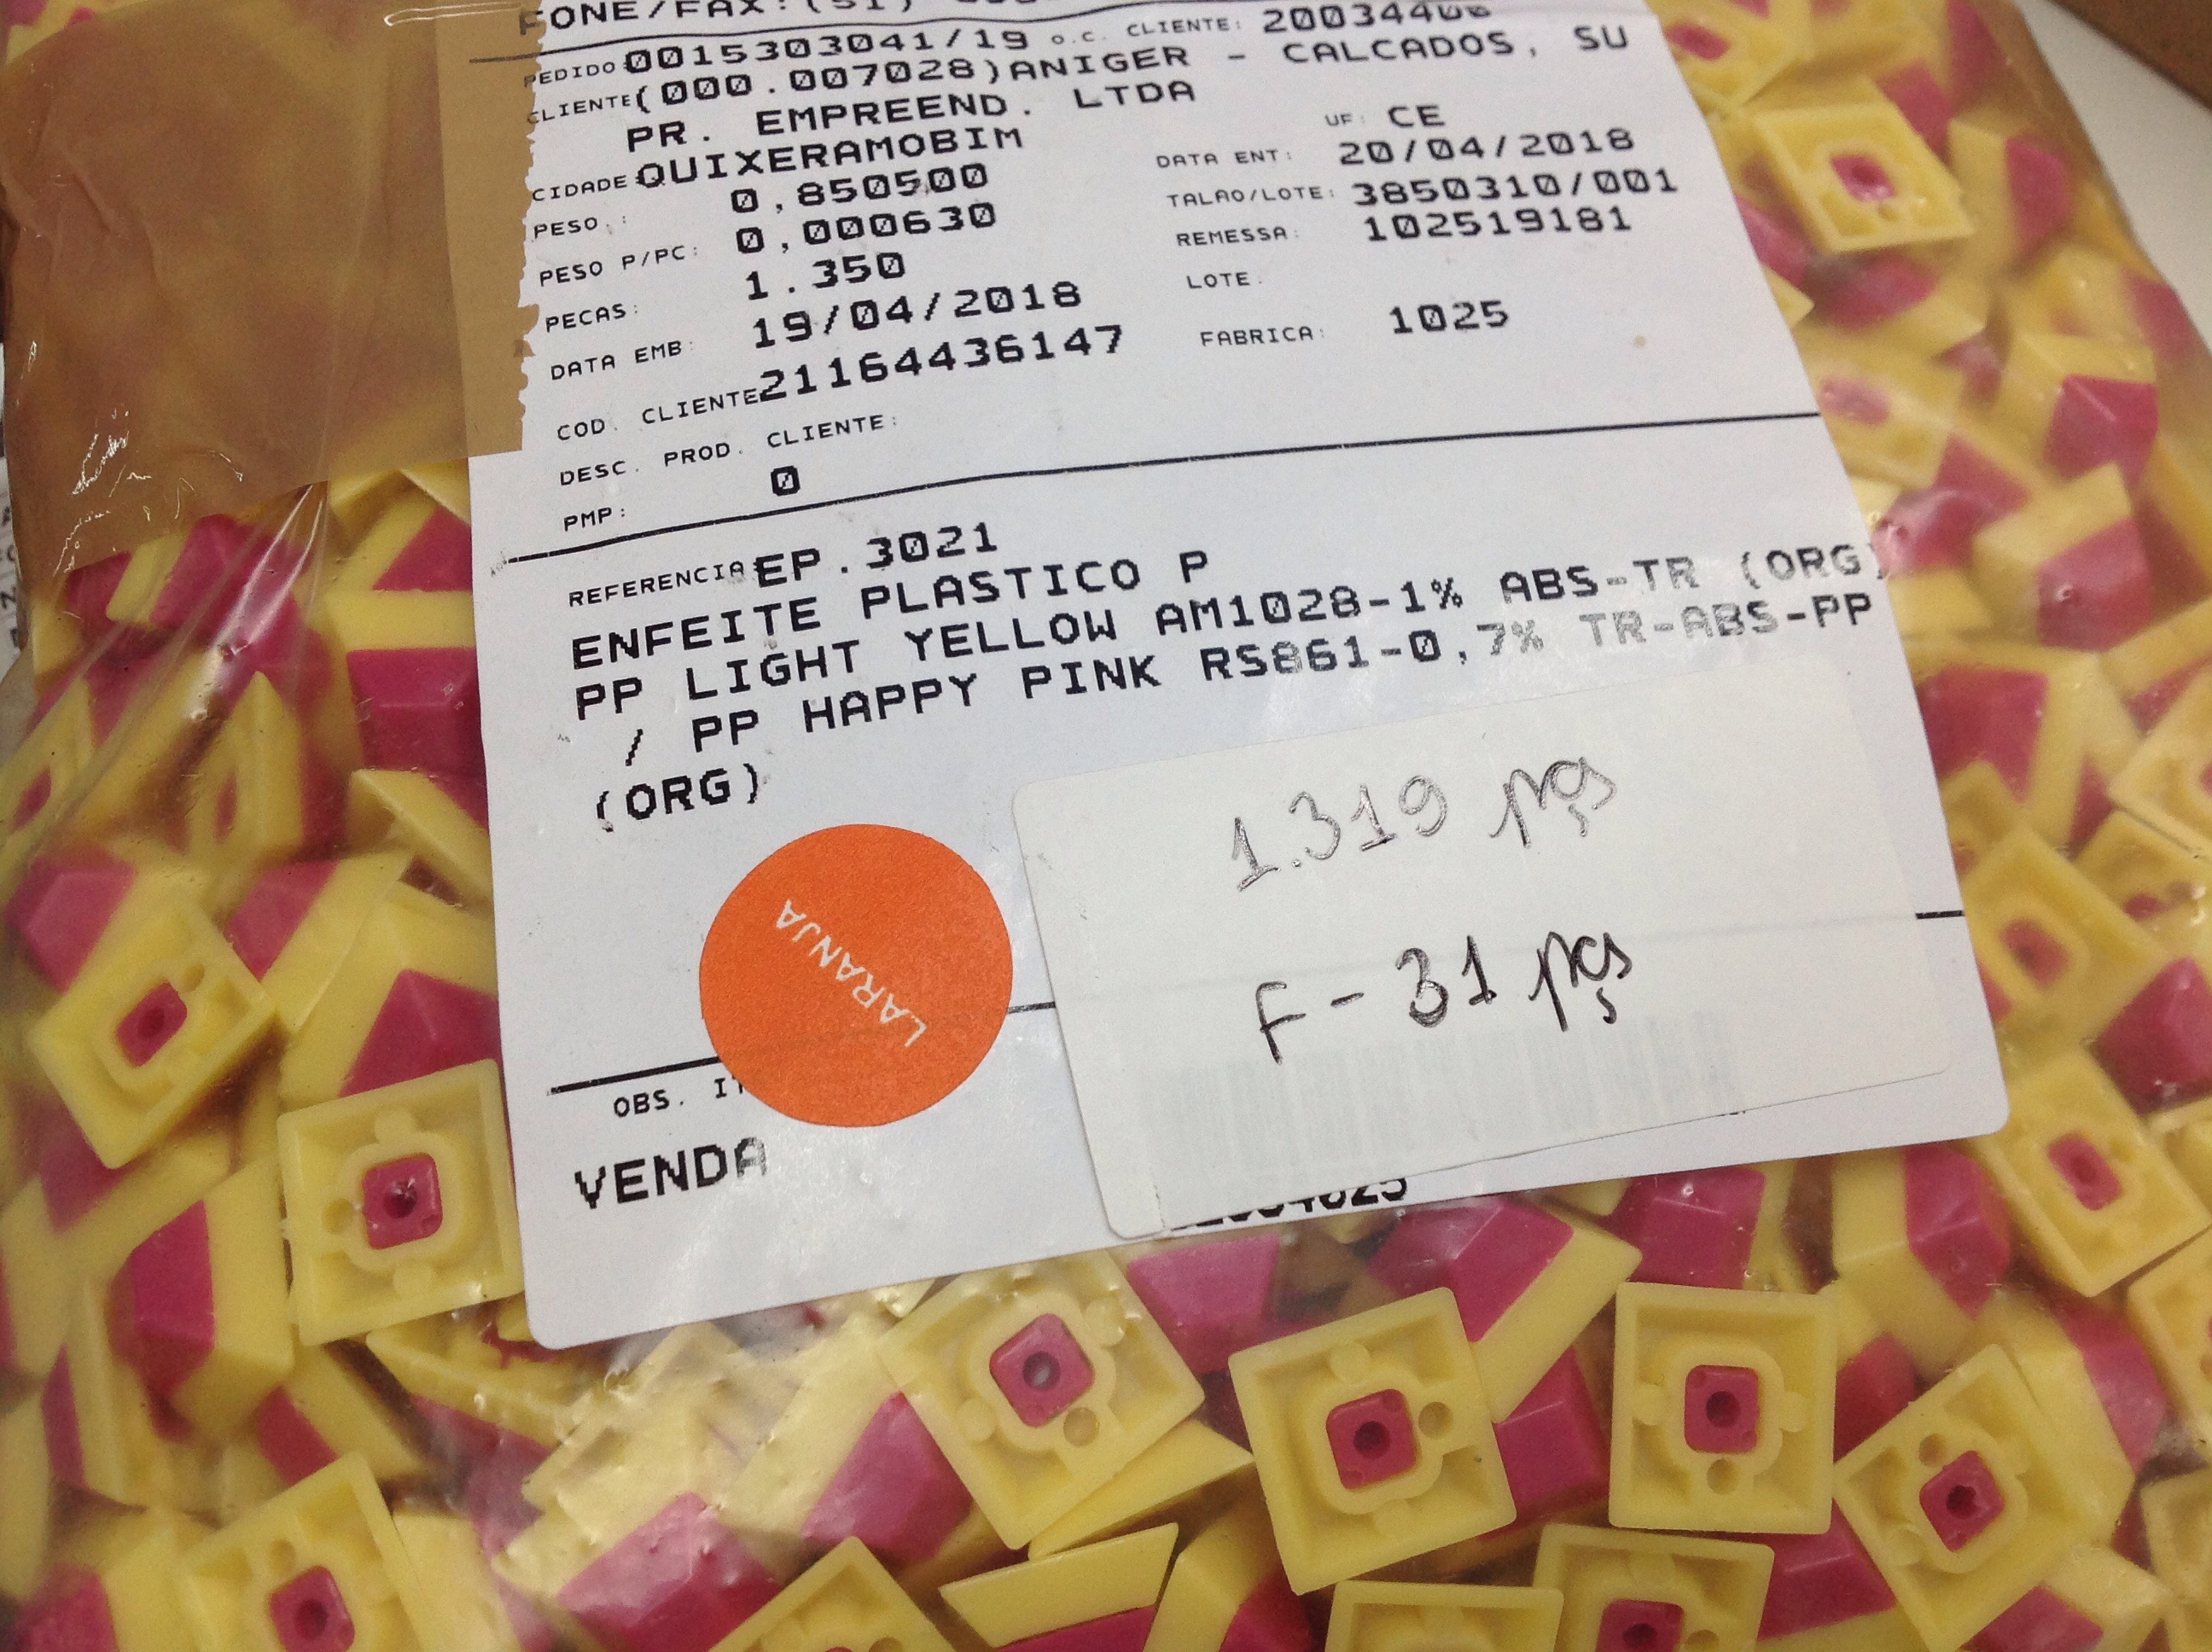 FONE/FAX:(51)
PEDIDO 0015303041/19 O.C. CLIENTE: 20034406
CLIENTE(000.007028)ANIGER - CALCADOS, SU
PR. EMPREEND. LTDA
CIDADE QUIXERAMOBIM UF: CE
PESO.: 0,850500 DATA ENT: 20/04/2018
PESO P/PC: 0,000630 TALAO/LOTE: 3850310/001
PECAS: 1.350 REMESSA: 102519181
DATA EMB: 19/04/2018 LOTE.
COD. CLIENTE 21164436147 FABRICA: 1025
DESC. PROD. CLIENTE:
PMP: 0
REFERENCIA EP.3021
ENFEITE PLASTICO P
PP LIGHT YELLOW AM1028-1% ABS-TR (ORG)
/ PP HAPPY PINK RS861-0,7% TR-ABS-PP
(ORG)
1.319 pçs
LARANJA
F- 31 pçs
OBS.
VENDA